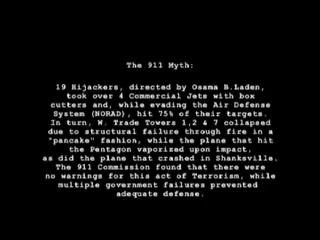 The 911 Myth:
19 Hijackers, directed by Osama B.Laden,
took over 4 Commercial Jets with box
cutters and, while evading the Air Defense
System (NORAD), hit 75% of their targets.
In turn, W. Trade Towers 1,2 & 7 collapsed
due to structural failure through fire in a
"pancake" fashion, while the plane that hit
the Pentagon vaporized upon impact,
as did the plane that crashed in Shanksville.
The 911 Commission found that there were
no warnings for this act of Terrorism, while
multiple government failures prevented
adequate defense.